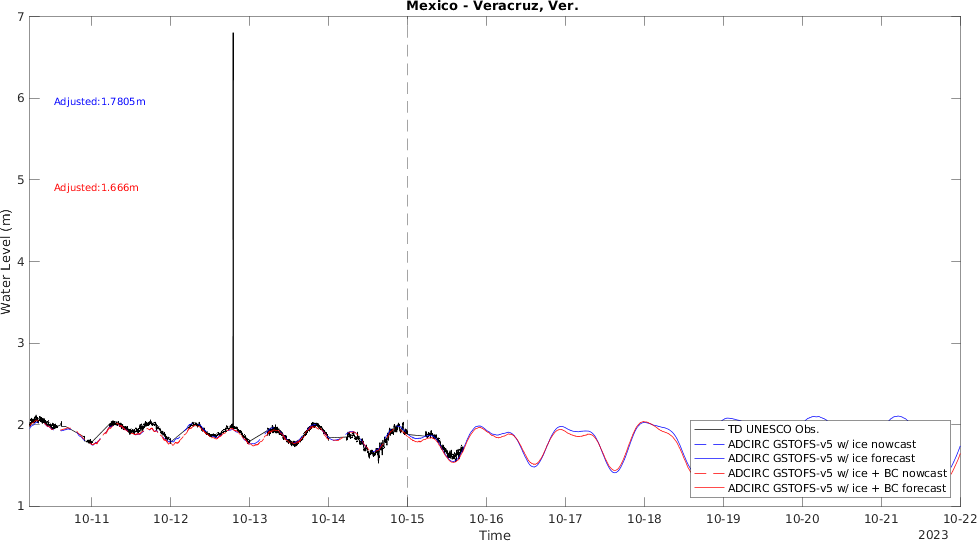 Mexico - Veracruz, Ver.
7
6
5
4
3
2
1
Water Level (m)
Adjusted:1.7805m
Adjusted:1.666m
TD UNESCO Obs.
ADCIRC GSTOFS-v5 w/ ice nowcast
ADCIRC GSTOFS-v5 w/ ice forecast
ADCIRC GSTOFS-v5 w/ ice + BC nowcast
ADCIRC GSTOFS-v5 w/ ice + BC forecast
10-11 10-12 10-13 10-14 10-15 10-16 10-17 10-18 10-19 10-20 10-21 10-22
Time
2023